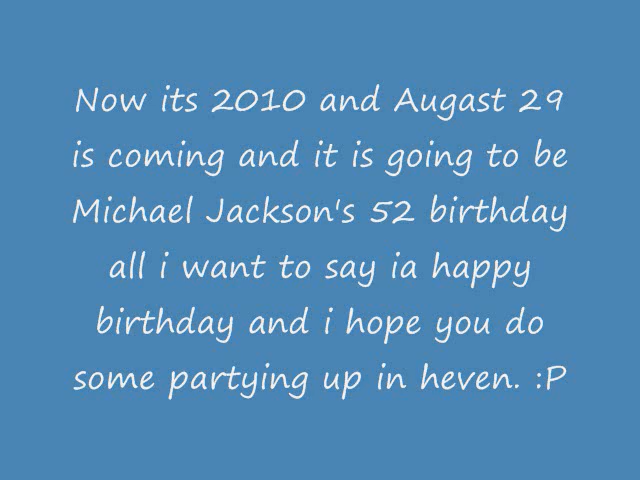 Now its 2010 and Augast 29
is coming and it is going to be
Michael Jackson's 52 birthday
all i want to say ia happy
birthday and i hope you do
some partying up in heven. :P